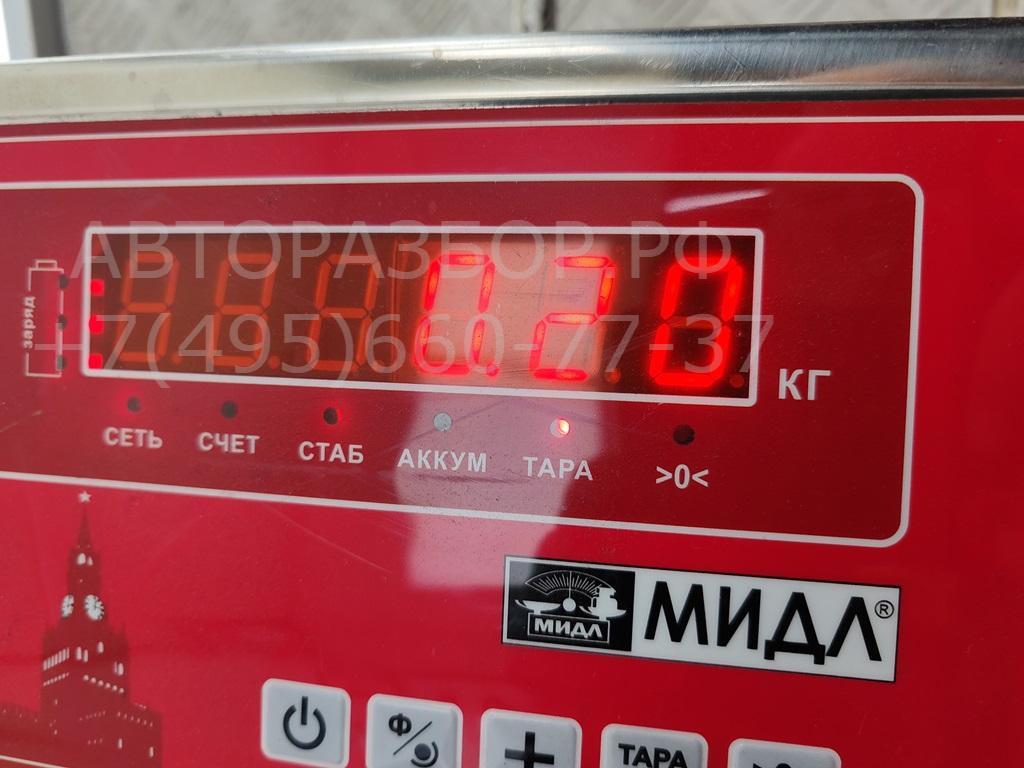 АВТОРАЗБОР.РФ
+7(495)660-77-37
заряд
0.20
КГ
СЕТЬ СЧЕТ СТАБ АККУМ ТАРА >0<
МИДЛ МИДЛ®
Ф
+
ТАРА